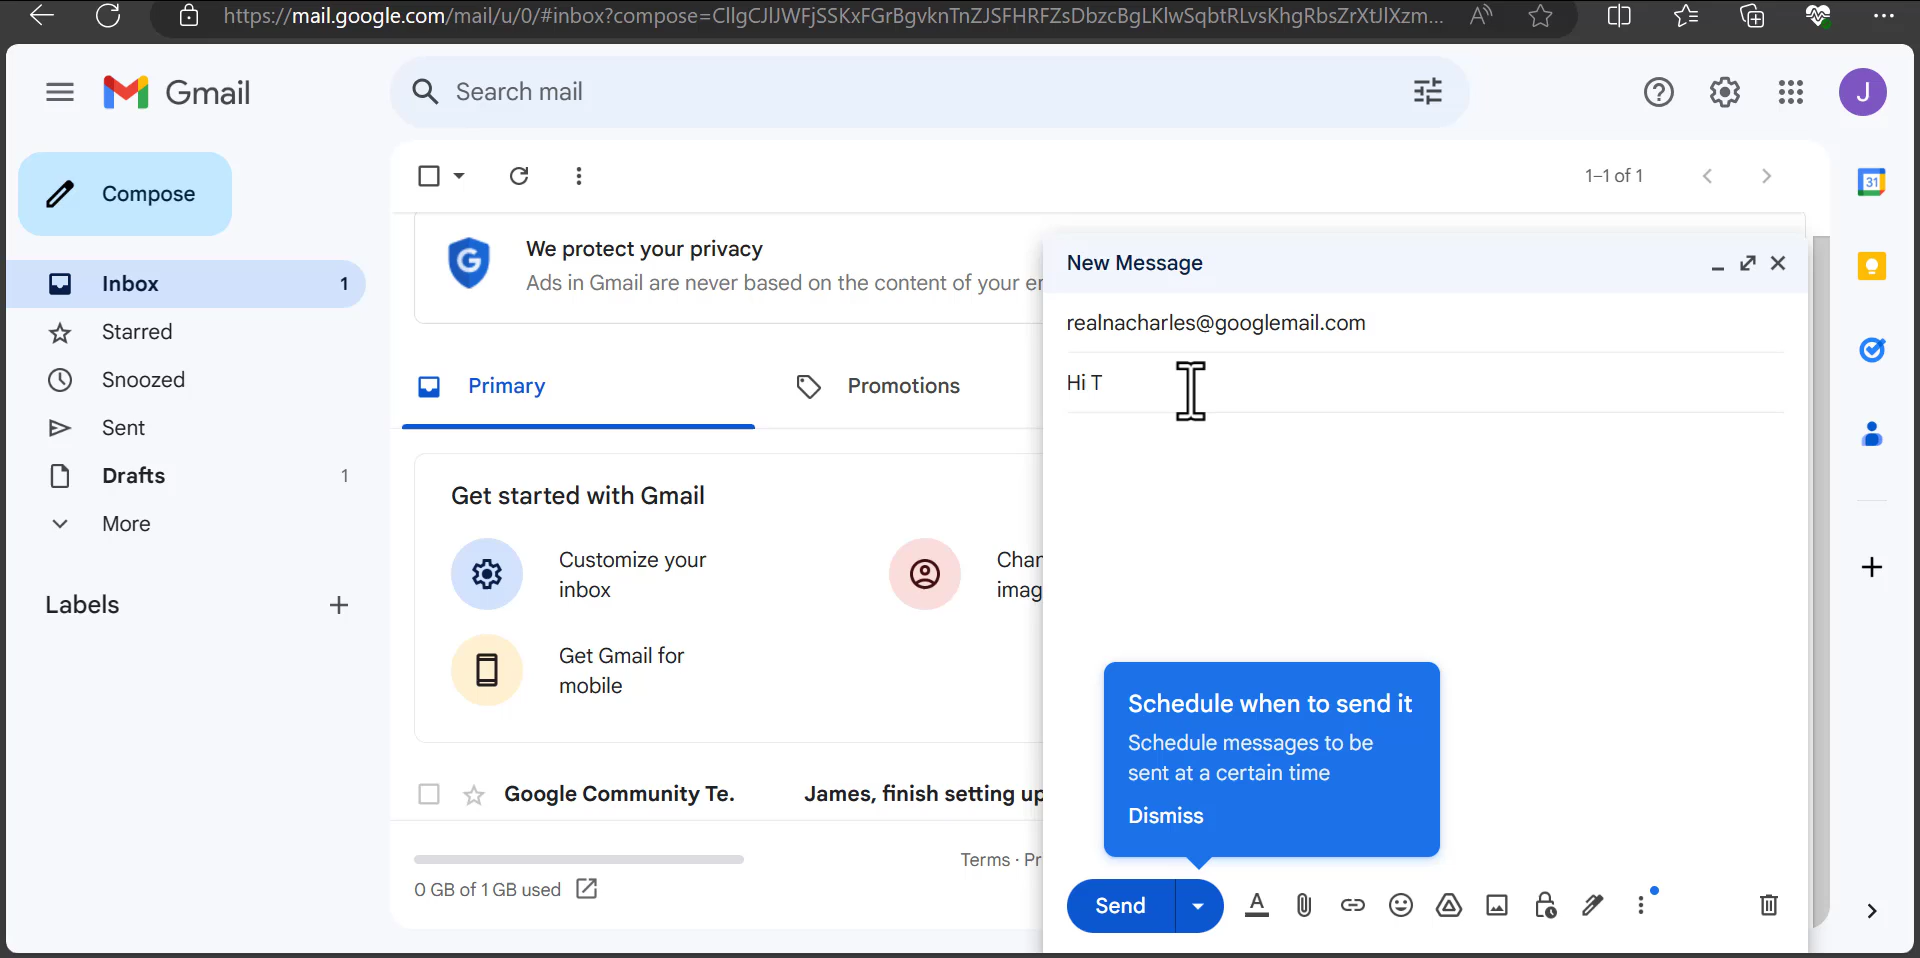 https://mail.google.com/mail/u/0/#inbox?compose=CllgCJlJWFjSSKxFGrBgvknTnZJSFHRFZsDbzcBgLKlwSqbtRLvsKhgRbsZrXtJlXzm...
Gmail
Search mail
J
Compose
1–1 of 1
31
Inbox 1
Starred
Snoozed
Sent
Drafts 1
More
Labels
We protect your privacy
Ads in Gmail are never based on the content of your em
Primary
Promotions
Get started with Gmail
Customize your
inbox
Chan
imag
Get Gmail for
mobile
Google Community Te. James, finish setting up
Terms · Pr
0 GB of 1 GB used
New Message
realnacharles@googlemail.com
Hi T
Schedule when to send it
Schedule messages to be
sent at a certain time
Dismiss
Send